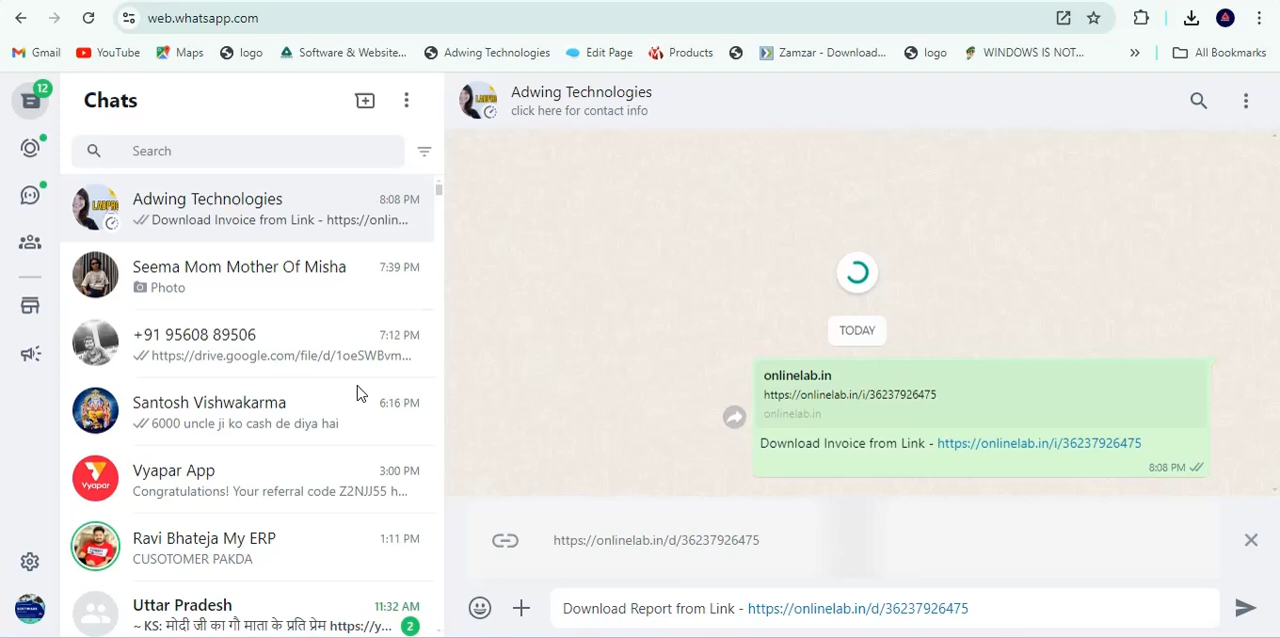 web.whatsapp.com
Gmail
YouTube
Maps
logo
Software & Website...
Adwing Technologies
Edit Page
Products
Zamzar - Download...
logo
WINDOWS IS NOT...
»
All Bookmarks
12
Chats
Search
Adwing Technologies
8:08 PM
Download Invoice from Link - https://onlin...
Seema Mom Mother Of Misha
7:39 PM
Photo
+91 95608 89506
7:12 PM
https://drive.google.com/file/d/1oeSWBvm...
Santosh Vishwakarma
6:16 PM
6000 uncle ji ko cash de diya hai
Vyapar
Vyapar App
3:00 PM
Congratulations! Your referral code Z2NJJ55 h...
Ravi Bhateja My ERP
1:11 PM
CUSOTOMER PAKDA
Uttar Pradesh
11:32 AM
~ KS: मोदी जी का गौ माता के प्रति प्रेम https://y...
2
Adwing Technologies
click here for contact info
TODAY
onlinelab.in
https://onlinelab.in/i/36237926475
onlinelab.in
Download Invoice from Link - https://onlinelab.in/i/36237926475
8:08 PM
https://onlinelab.in/d/36237926475
Download Report from Link - https://onlinelab.in/d/36237926475